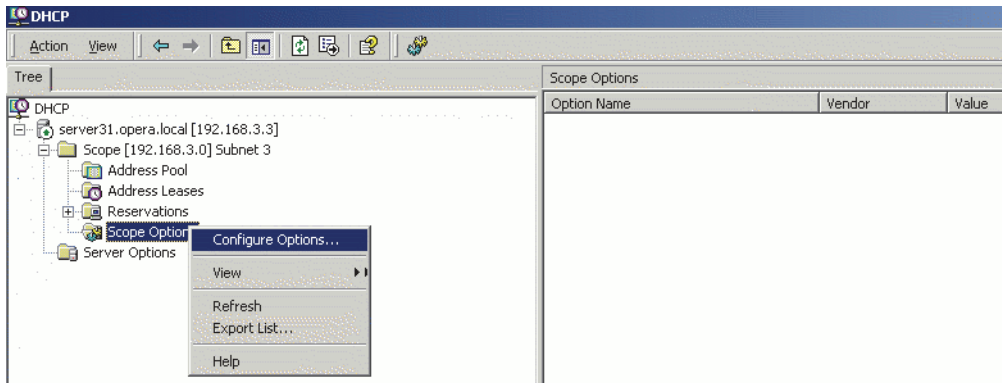 DHCP
Action View
Tree
Scope Options
Option Name Vendor Value
DHCP
server31.opera.local [192.168.3.3]
Scope [192.168.3.0] Subnet 3
Address Pool
Address Leases
Reservations
Scope Option
Server Options
Configure Options...
View
Refresh
Export List...
Help